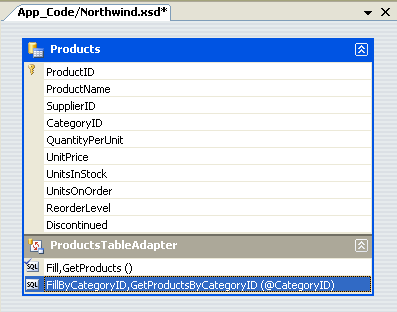 App_Code/Northwind.xsd*
Products
ProductID
ProductName
SupplierID
CategoryID
QuantityPerUnit
UnitPrice
UnitsInStock
UnitsOnOrder
ReorderLevel
Discontinued
ProductsTableAdapter
SQL Fill,GetProducts ()
SQL FillByCategoryID,GetProductsByCategoryID (@CategoryID)